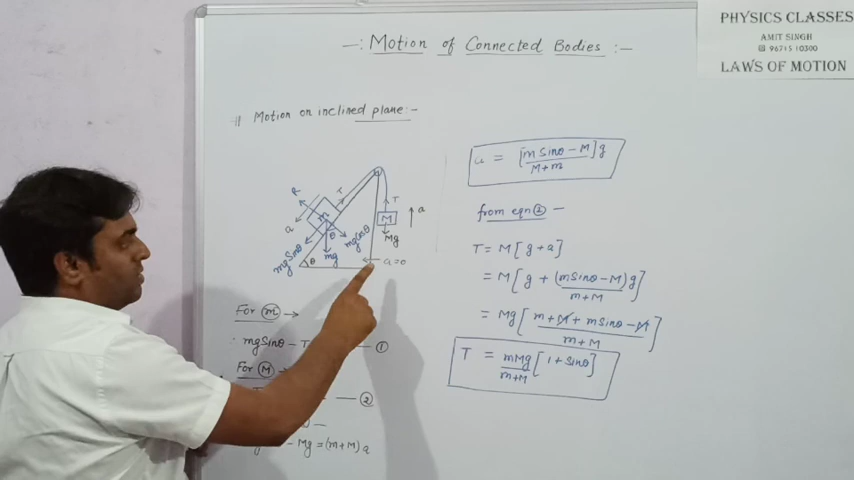 PHYSICS CLASSES
AMIT SINGH
96715 10300
LAWS OF MOTION
—: Motion of Connected Bodies :—
Motion on inclined plane:-
R
T
a
m
θ
mg Sinθ
mg
mg Cosθ
θ
T
M
Mg
a
a=0
For (m) →
mg Sinθ - T
①
For (M) →
— ②
- Mg = (m+M) a
a = [m Sinθ - M] g / M+m
from eqn ② —
T = M [g+a]
= M [g + (m Sinθ - M) g / m+M]
= Mg [m + M + m Sinθ - M / m+M]
T = mMg / m+M [1 + Sinθ]